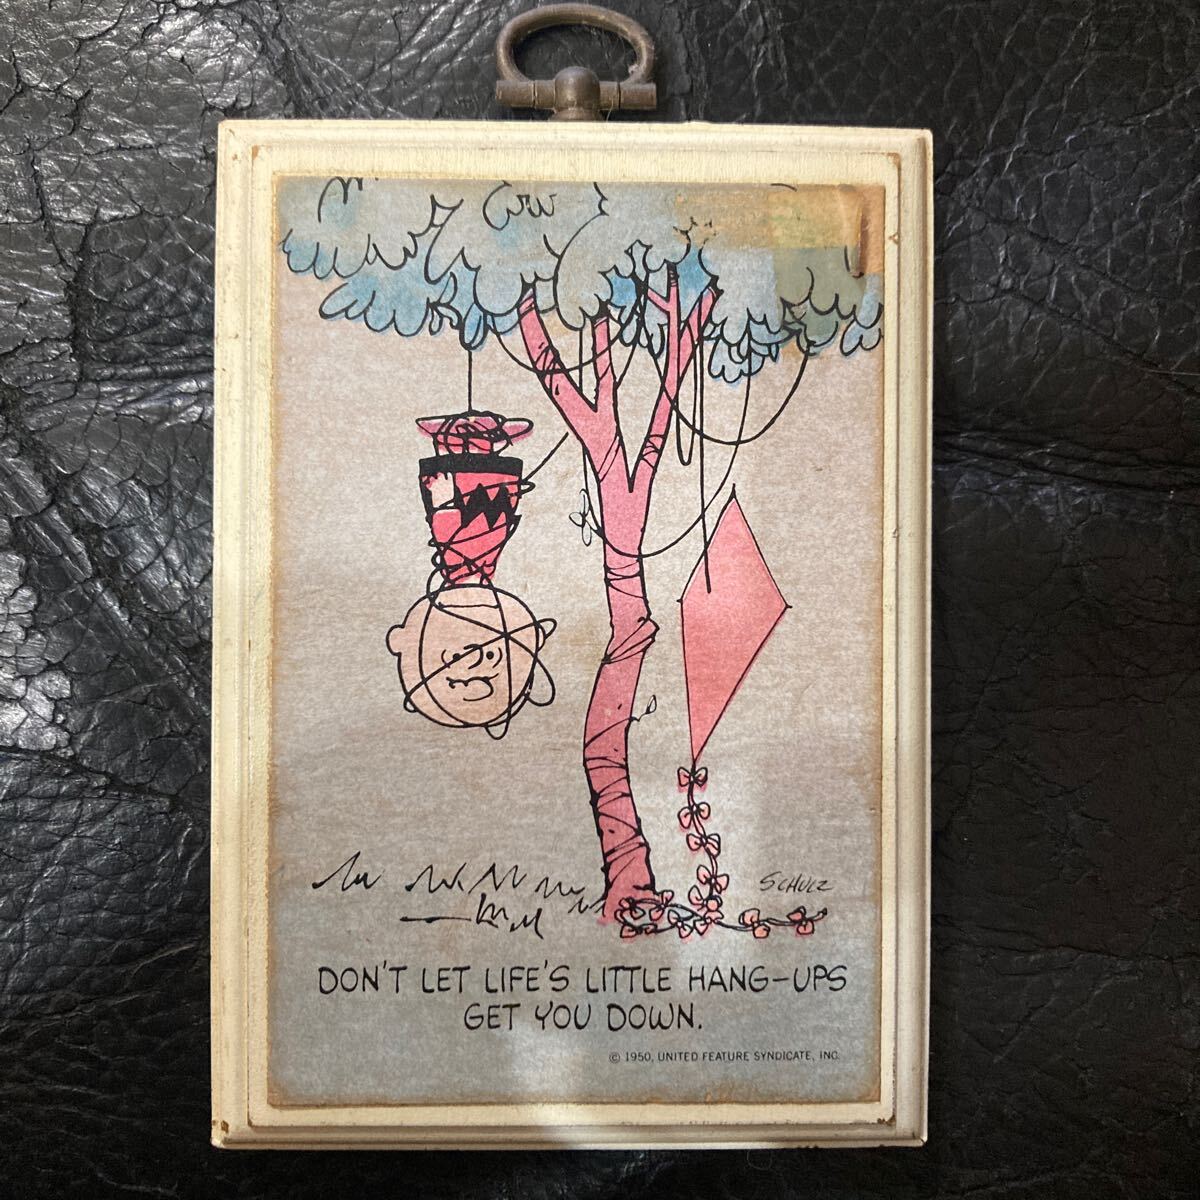 SCHULZ
DON'T LET LIFE'S LITTLE HANG-UPS
GET YOU DOWN.
© 1950, UNITED FEATURE SYNDICATE, INC.